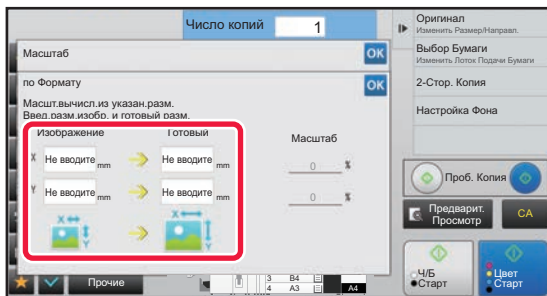 Число копий
1
Масштаб
OK
по Формату
OK
Масшт.вычисл.из указан.разм.
Введ.разм.изобр. и готовый разм.
Изображение
Готовый
Масштаб
X
Не вводите
mm
Не вводите
mm
0
%
Y
Не вводите
mm
Не вводите
mm
0
%
X
Y
X
Y
Прочие
3 B4
4 A3
A4
Оригинал
Изменить Размер/Направл.
Выбор Бумаги
Изменить Лоток Подачи Бумаги
2-Стор. Копия
Настройка Фона
Проб. Копия
Предварит.
Просмотр
CA
Ч/Б
Старт
Цвет
Старт